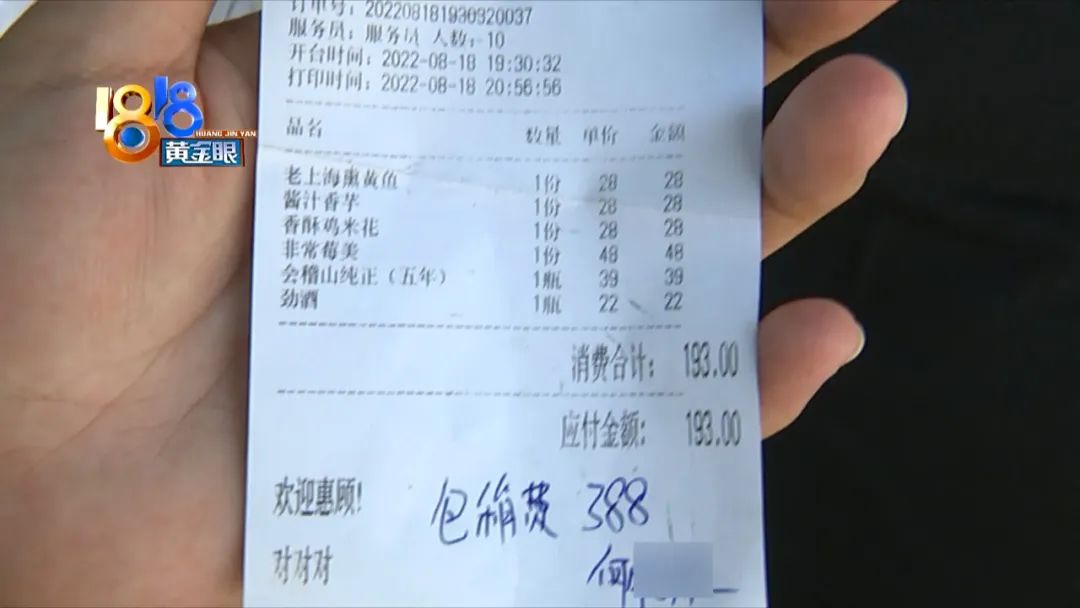 1818
HUANG JIN YAN
黄金眼
订单号：202208181930320037
服务员：服务员 人数：10
开台时间：2022-08-18 19:30:32
打印时间：2022-08-18 20:56:56
品名 数量 单价 金额
老上海熏黄鱼 1份 28 28
酱汁香芋 1份 28 28
香酥鸡米花 1份 28 28
非常莓美 1份 48 48
会稽山纯正（五年） 1瓶 39 39
劲酒 1瓶 22 22
消费合计： 193.00
应付金额： 193.00
欢迎惠顾!
包箱费 388
对对对
何